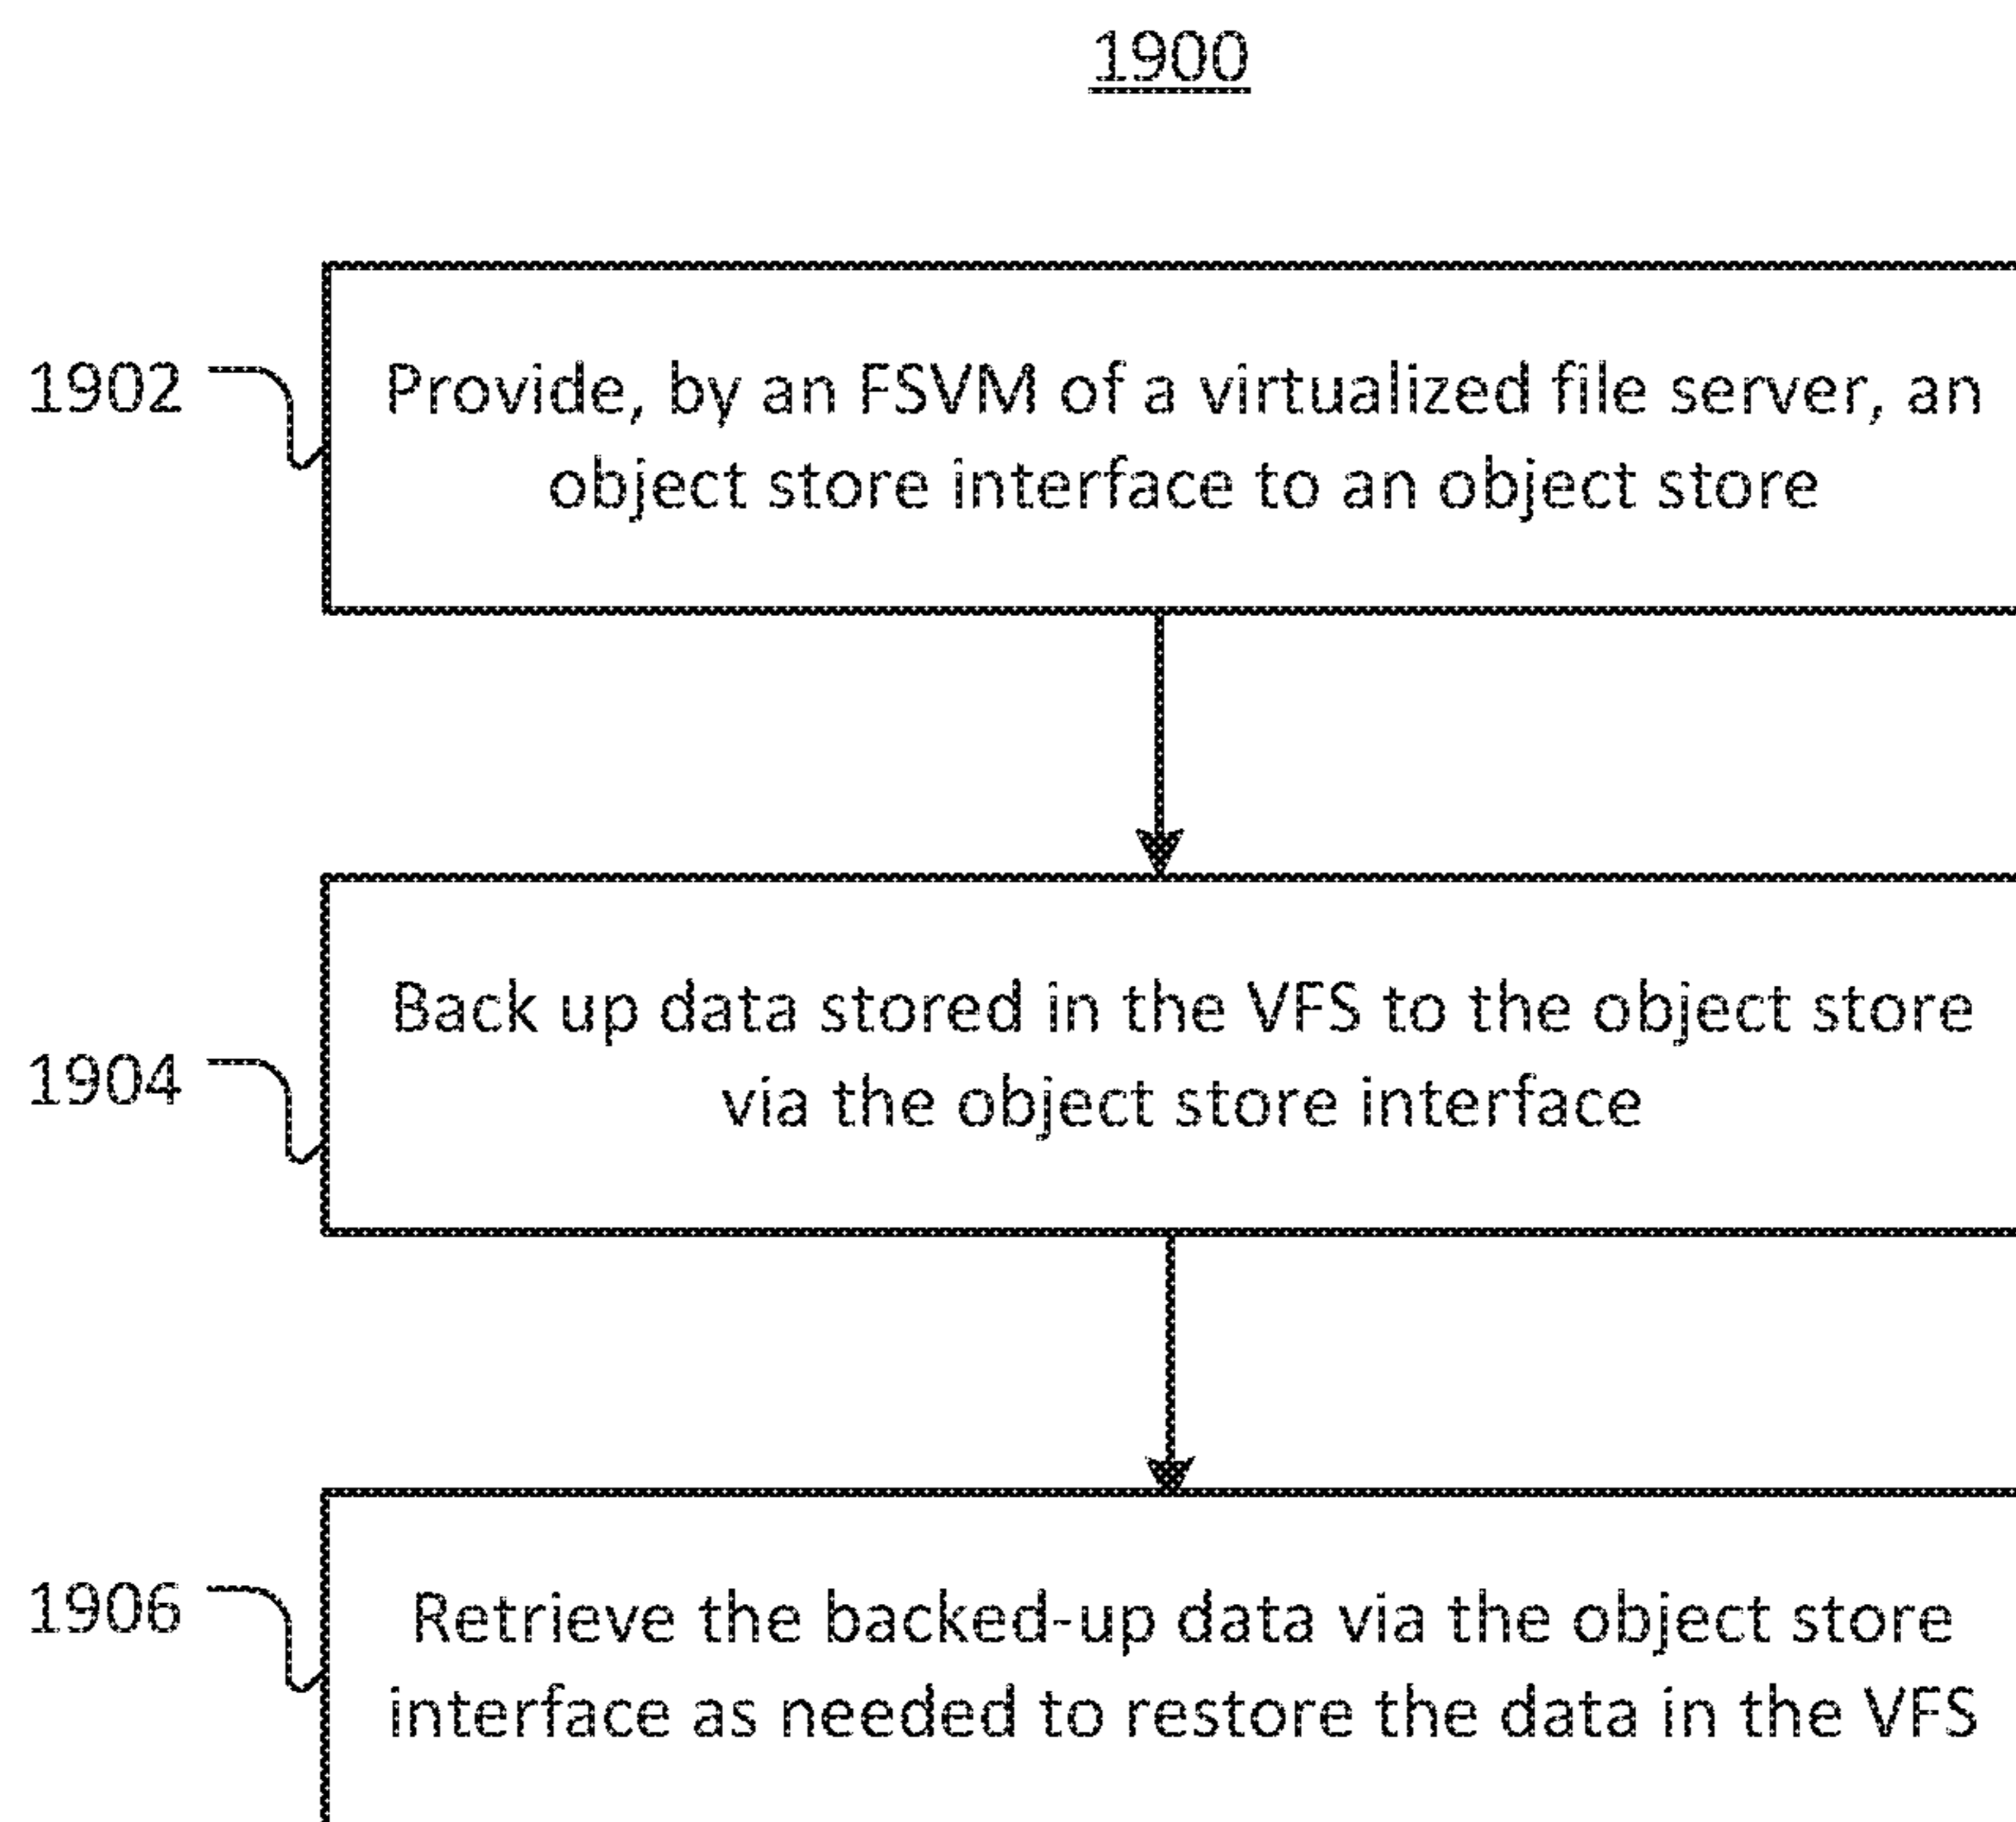 1900
1902
Provide, by an FSVM of a virtualized file server, an
object store interface to an object store
1904
Back up data stored in the VFS to the object store
via the object store interface
1906
Retrieve the backed-up data via the object store
interface as needed to restore the data in the VFS